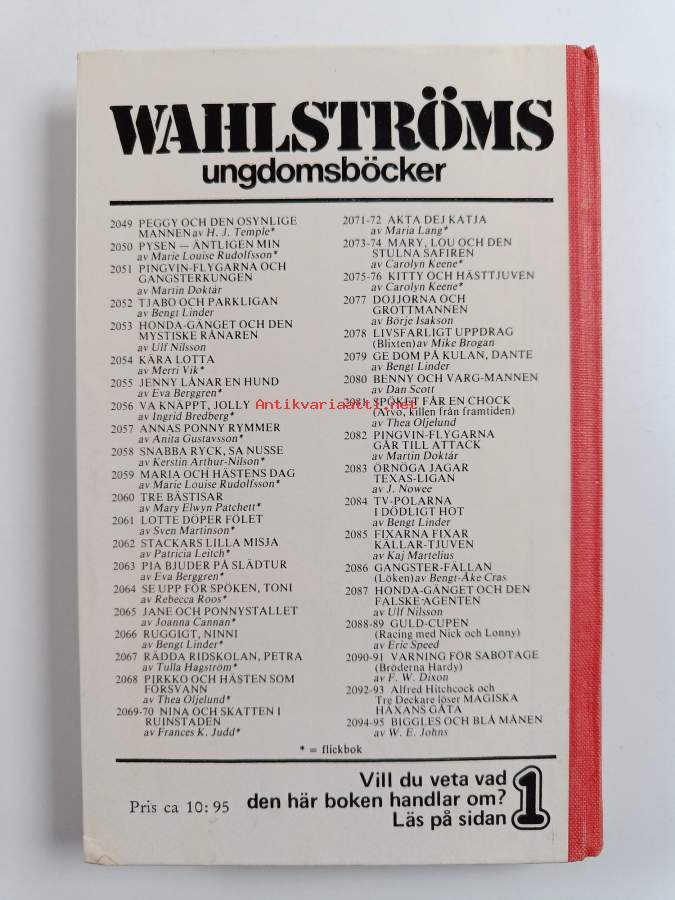 WAHLSTRÖMS
ungdomsböcker
2049 PEGGY OCH DEN OSYNLIGE
MANNEN av H. J. Temple*
2050 PYSEN — ÄNTLIGEN MIN
av Marie Louise Rudolfsson*
2051 PINGVIN-FLYGARNA OCH
GANGSTERKUNGEN
av Martin Doktár
2052 TJABO OCH PARKLIGAN
av Bengt Linder
2053 HONDA-GÄNGET OCH DEN
MYSTISKE RÅNAREN
av Ulf Nilsson
2054 KÄRA LOTTA
av Merri Vik*
2055 JENNY LÅNAR EN HUND
av Eva Berggren*
2056 VA KNÄPPT, JOLLY
av Ingrid Bredberg*
2057 ANNAS PONNY RYMMER
av Anita Gustavsson*
2058 SNABBA RYCK, SA NUSSE
av Kerstin Arthur-Nilson*
2059 MARIA OCH HÄSTENS DAG
av Marie Louise Rudolfsson*
2060 TRE BÄSTISAR
av Mary Elwyn Patchett*
2061 LOTTE DÖPER FÖLET
av Sven Martinson*
2062 STACKARS LILLA MISJA
av Patricia Leitch*
2063 PIA BJUDER PÅ SLÄDTUR
av Eva Berggren*
2064 SE UPP FÖR SPÖKEN, TONI
av Rebecca Roos*
2065 JANE OCH PONNYSTALLET
av Joanna Cannan*
2066 RUGGIGT, NINNI
av Bengt Linder*
2067 RÄDDA RIDSKOLAN, PETRA
av Tulla Hagström*
2068 PIRKKO OCH HÄSTEN SOM
FÖRSVANN
av Thea Oljelund*
2069-70 NINA OCH SKATTEN I
RUINSTADEN
av Frances K. Judd*
2071-72 AKTA DEJ KATJA
av Maria Lang*
2073-74 MARY, LOU OCH DEN
STULNA SAFIREN
av Carolyn Keene*
2075-76 KITTY OCH HÄSTTJUVEN
av Carolyn Keene*
2077 DOJJORNA OCH
GROTTMANNEN
av Börje Isakson
2078 LIVSFARLIGT UPPDRAG
(Blixten) av Mike Brogan
2079 GE DOM PÅ KULAN, DANTE
av Bengt Linder
2080 BENNY OCH VARG-MANNEN
av Dan Scott
2081 SPÖKET FÅR EN CHOCK
(Arvo, killen från framtiden)
av Thea Oljelund
2082 PINGVIN-FLYGARNA
GÅR TILL ATTACK
av Martin Doktár
2083 ÖRNÖGA JAGAR
TEXAS-LIGAN
av J. Nowee
2084 TV-POLARNA
I DÖDLIGT HOT
av Bengt Linder
2085 FIXARNA FIXAR
KÄLLAR-TJUVEN
av Kaj Martelius
2086 GANGSTER-FÄLLAN
(Löken) av Bengt-Åke Cras
2087 HONDA-GÄNGET OCH DEN
FALSKE AGENTEN
av Ulf Nilsson
2088-89 GULD-CUPEN
(Racing med Nick och Lonny)
av Eric Speed
2090-91 VARNING FÖR SABOTAGE
(Bröderna Hardy)
av F. W. Dixon
2092-93 Alfred Hitchcock och
Tre Deckare löser MAGISKA
HÄXANS GÅTA
2094-95 BIGGLES OCH BLÅ MÅNEN
av W. E. Johns
* = flickbok
Antikvariaatti.net
Pris ca 10:95
Vill du veta vad
den här boken handlar om?
Läs på sidan 1